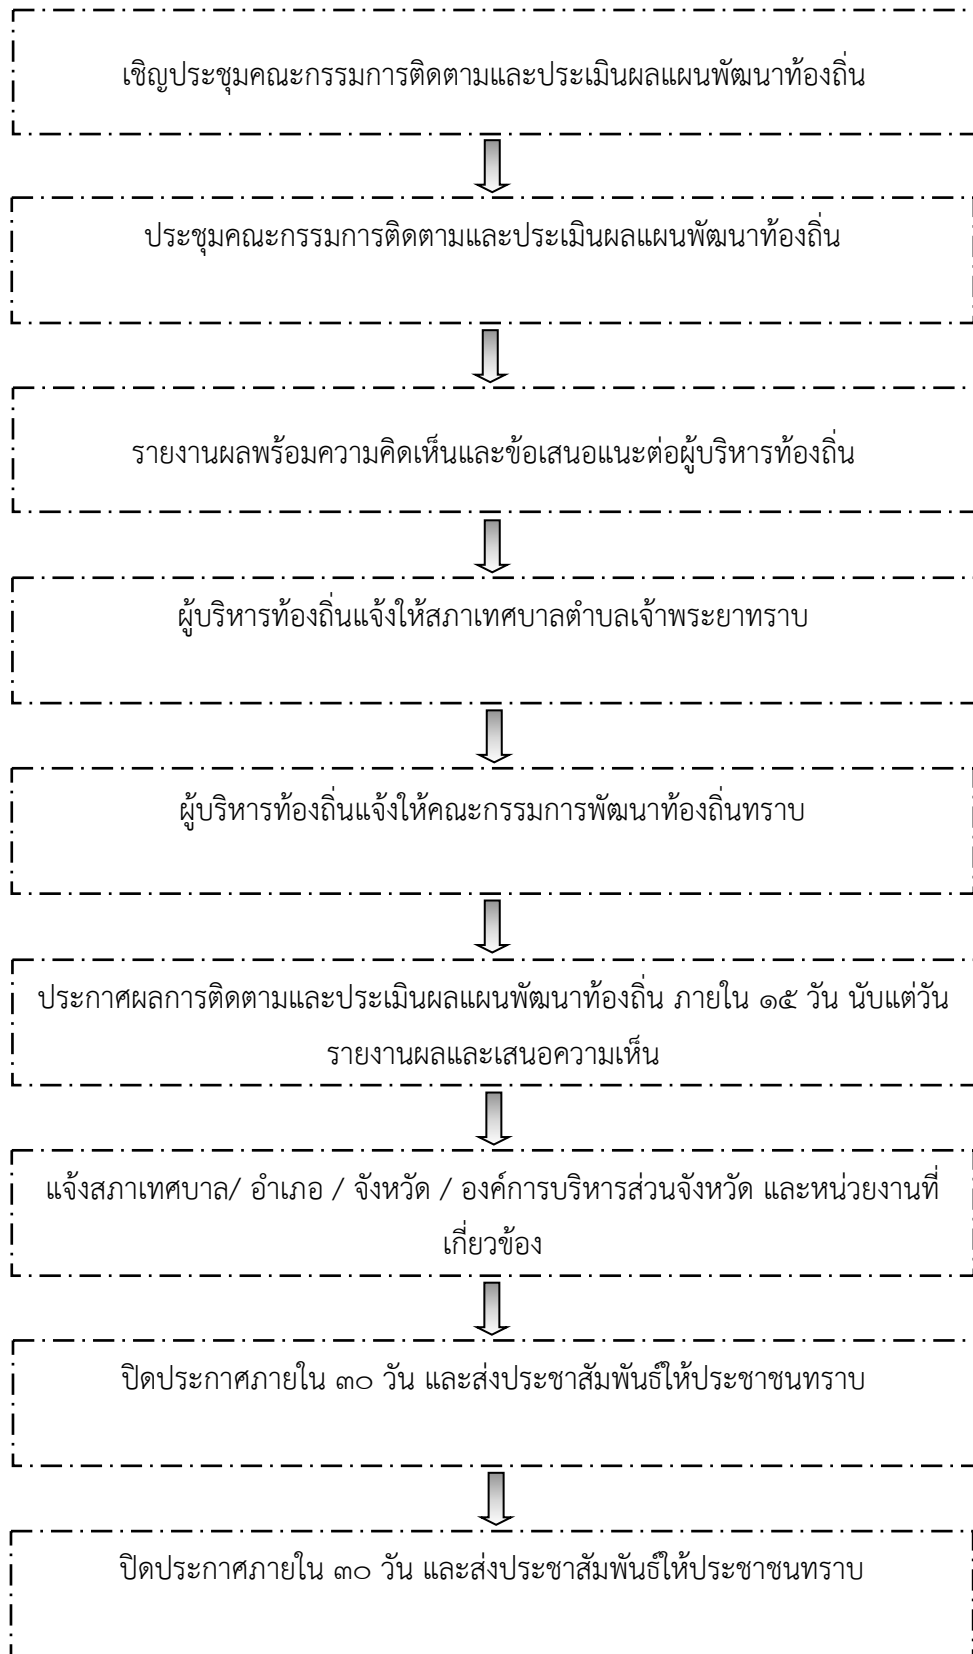 เชิญประชุมคณะกรรมการติดตามและประเมินผลแผนพัฒนาท้องถิ่น
ประชุมคณะกรรมการติดตามและประเมินผลแผนพัฒนาท้องถิ่น
รายงานผลพร้อมความคิดเห็นและข้อเสนอแนะต่อผู้บริหารท้องถิ่น
ผู้บริหารท้องถิ่นแจ้งให้สภาเทศบาลตำบลเจ้าพระยาทราบ
ผู้บริหารท้องถิ่นแจ้งให้คณะกรรมการพัฒนาท้องถิ่นทราบ
ประกาศผลการติดตามและประเมินผลแผนพัฒนาท้องถิ่น ภายใน ๑๕ วัน นับแต่วัน
รายงานผลและเสนอความเห็น
แจ้งสภาเทศบาล/ อำเภอ / จังหวัด / องค์การบริหารส่วนจังหวัด และหน่วยงานที่
เกี่ยวข้อง
ปิดประกาศภายใน ๓๐ วัน และส่งประชาสัมพันธ์ให้ประชาชนทราบ
ปิดประกาศภายใน ๓๐ วัน และส่งประชาสัมพันธ์ให้ประชาชนทราบ